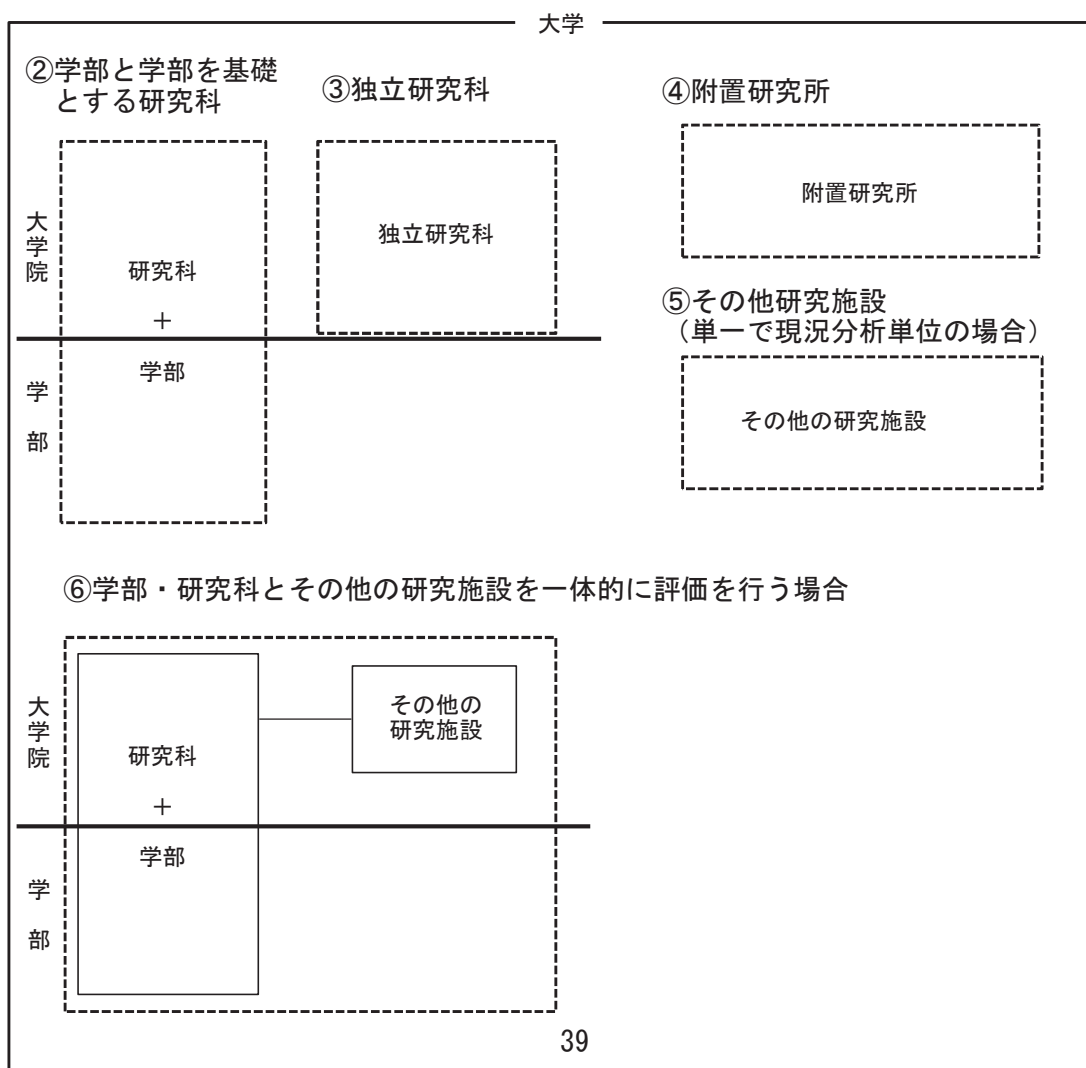 大学
②学部と学部を基礎
とする研究科
③独立研究科
④附置研究所
大学院
研究科
＋
学部
学部
独立研究科
附置研究所
⑤その他研究施設
（単一で現況分析単位の場合）
その他の研究施設
⑥学部・研究科とその他の研究施設を一体的に評価を行う場合
大学院
研究科
＋
学部
学部
その他の
研究施設
39